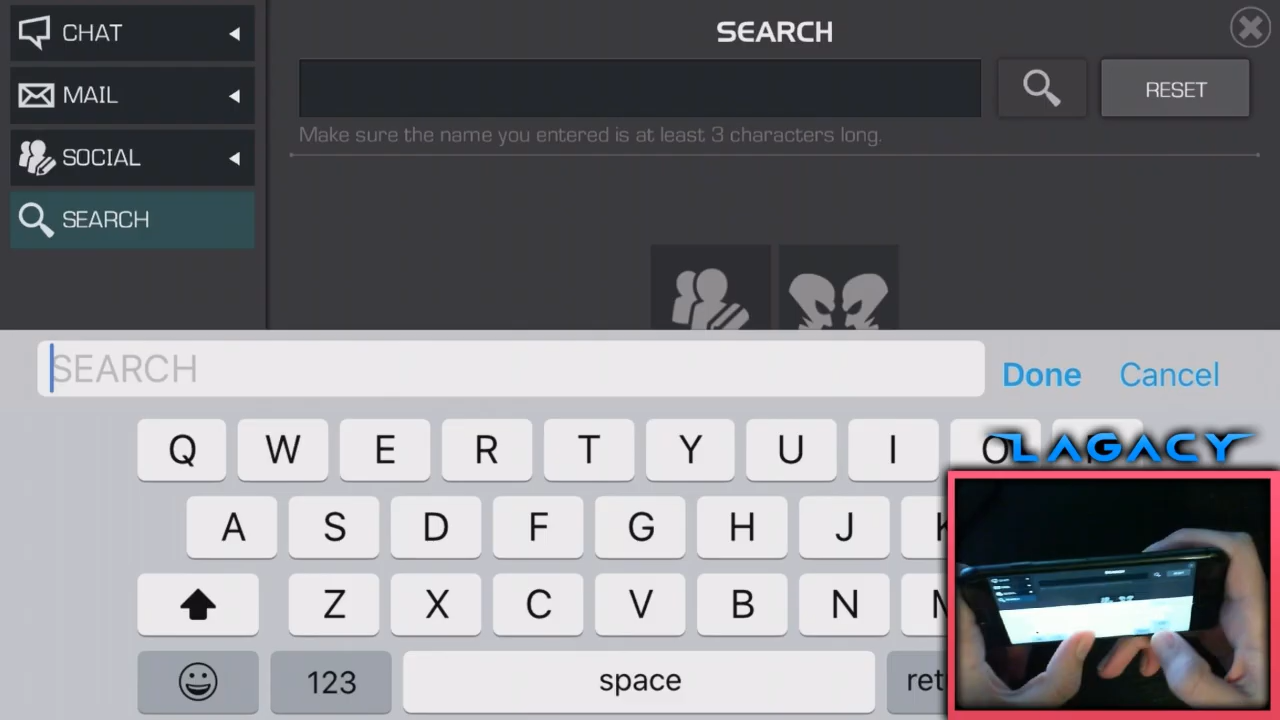 CHAT
MAIL
SOCIAL
SEARCH
SEARCH
RESET
Make sure the name you entered is at least 3 characters long.
SEARCH
Done
Cancel
Q W E R T Y U I O
LAGACY
A S D F G H J K
Z X C V B N M
123
space
ret